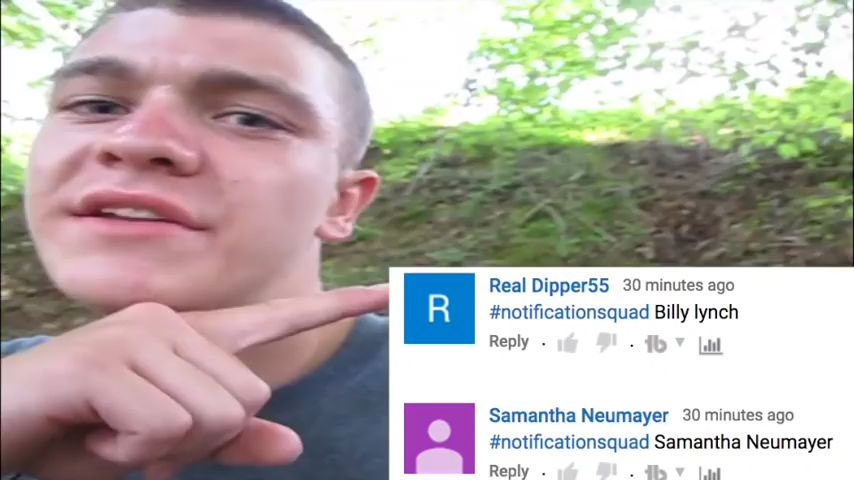 R
Real Dipper55 30 minutes ago
#notificationsquad Billy lynch
Reply
Samantha Neumayer 30 minutes ago
#notificationsquad Samantha Neumayer
Reply